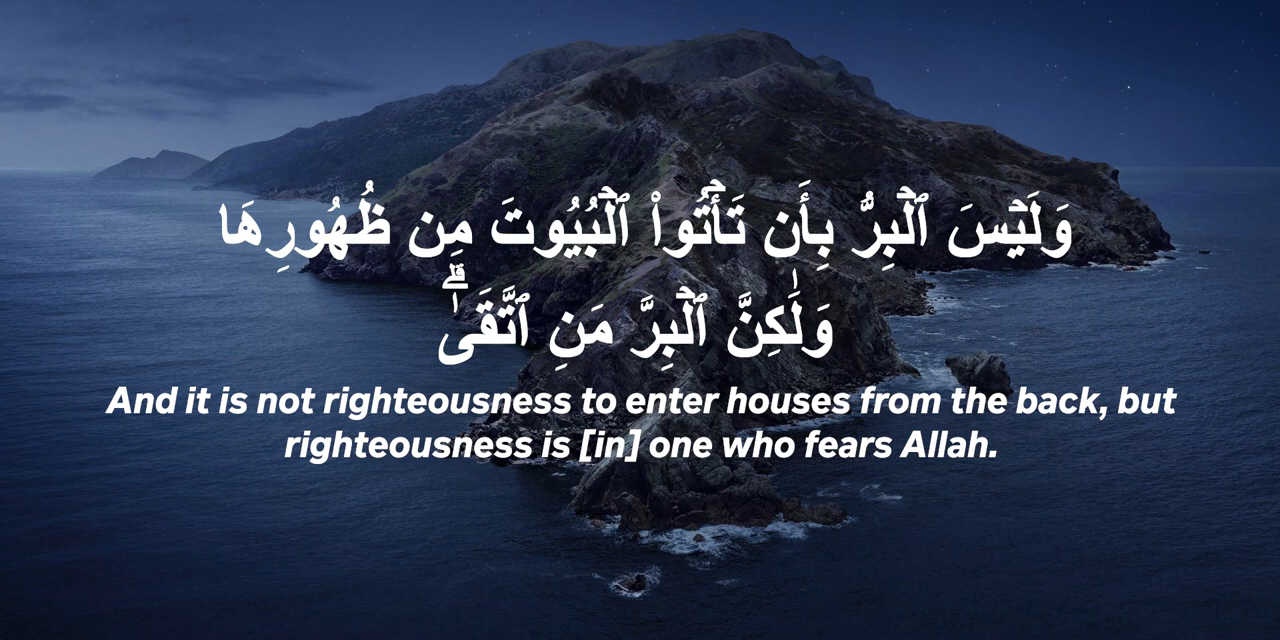 وَلَيۡسَ ٱلۡبِرُّ بِأَن تَأۡتُواْ ٱلۡبُيُوتَ مِن ظُهُورِهَا
وَلَٰكِنَّ ٱلۡبِرَّ مَنِ ٱتَّقَىٰۗ
And it is not righteousness to enter houses from the back, but
righteousness is [in] one who fears Allah.